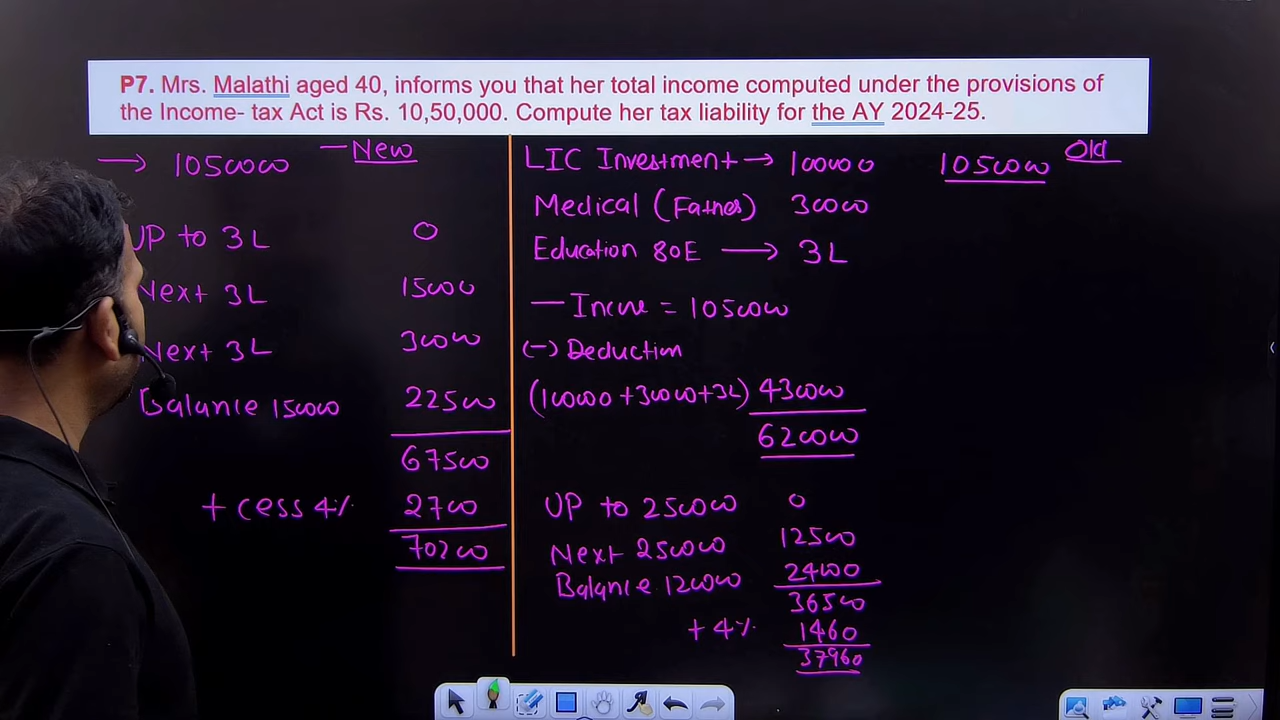 P7. Mrs. Malathi aged 40, informs you that her total income computed under the provisions of
the Income- tax Act is Rs. 10,50,000. Compute her tax liability for the AY 2024-25.
→ 1050000 — New
UP to 3L 0
Next 3L 15000
Next 3L 30000
Balance 150000 22500
67500
+ cess 4% 2700
70200
LIC Investment → 100000
Medical (Father) 30000
Education 80E → 3L
— Income = 1050000
(-) Deduction
(100000 + 30000 + 3L) 430000
620000
UP to 250000 0
Next 250000 12500
Balance 120000 24000
36500
+ 4% 1460
37960
1050000 Old